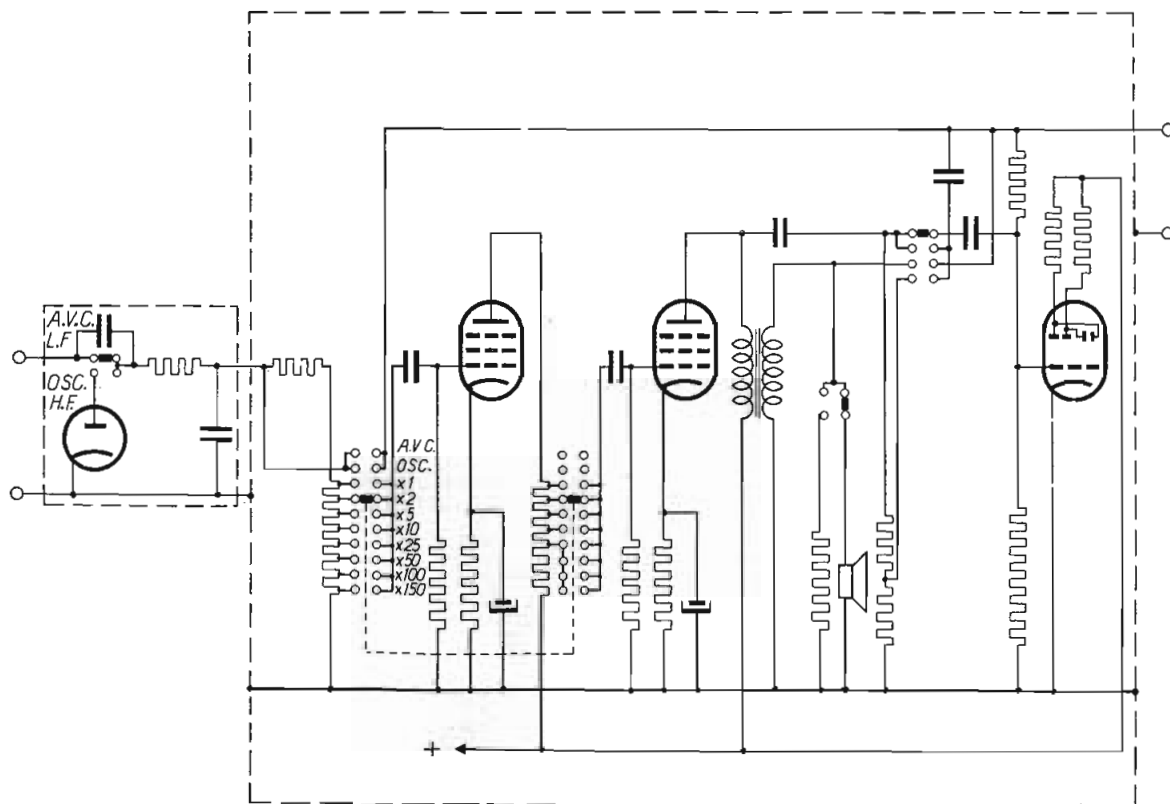 A.V.C.
L.F
OSC.
H.F.
A.V.C.
OSC.
x1
x2
x5
x10
x25
x50
x100
x150
+